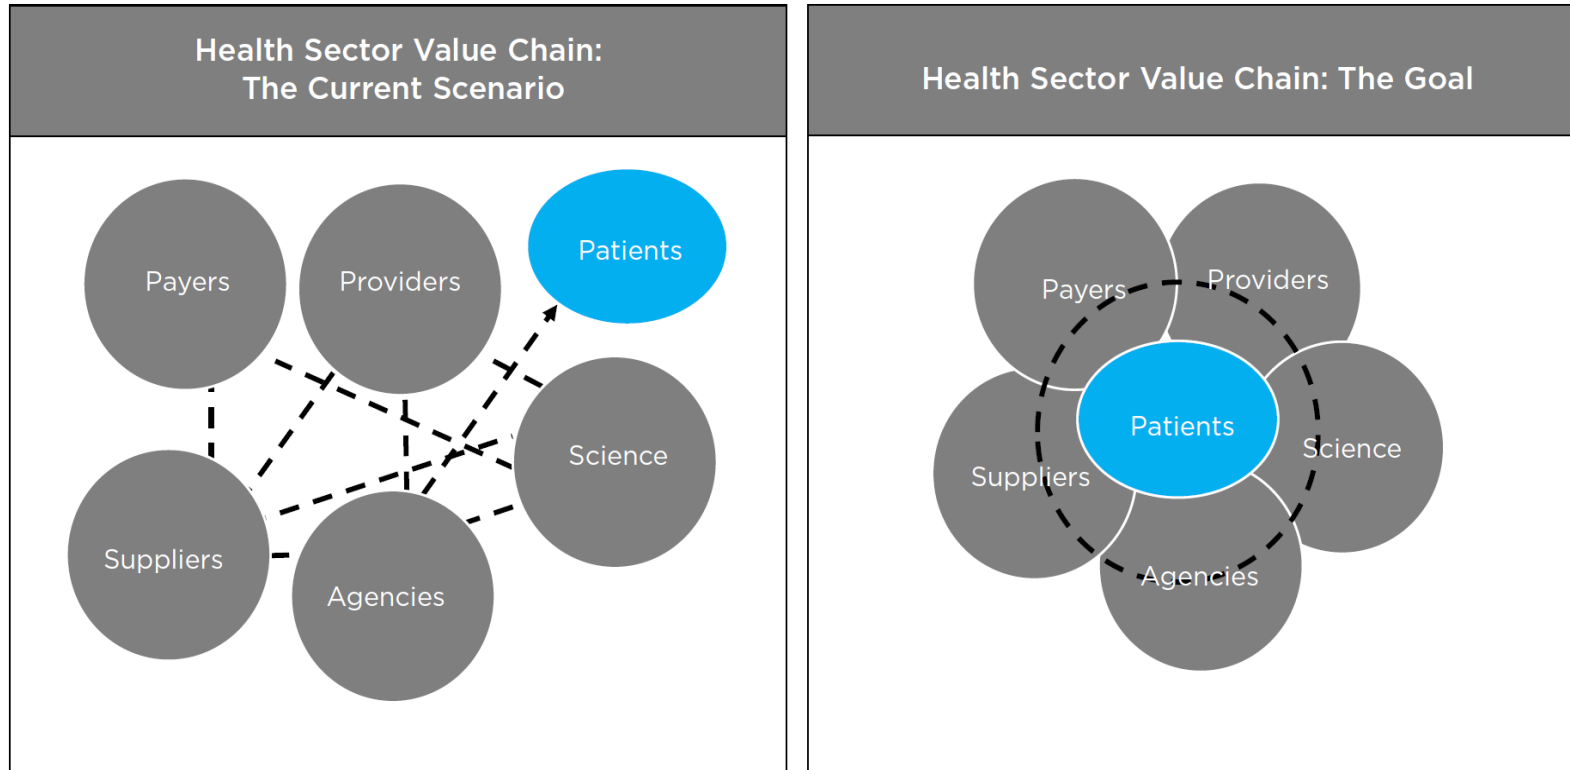 Health Sector Value Chain:
The Current Scenario
Payers
Providers
Patients
Science
Suppliers
Agencies
Health Sector Value Chain: The Goal
Payers
Providers
Patients
Science
Suppliers
Agencies